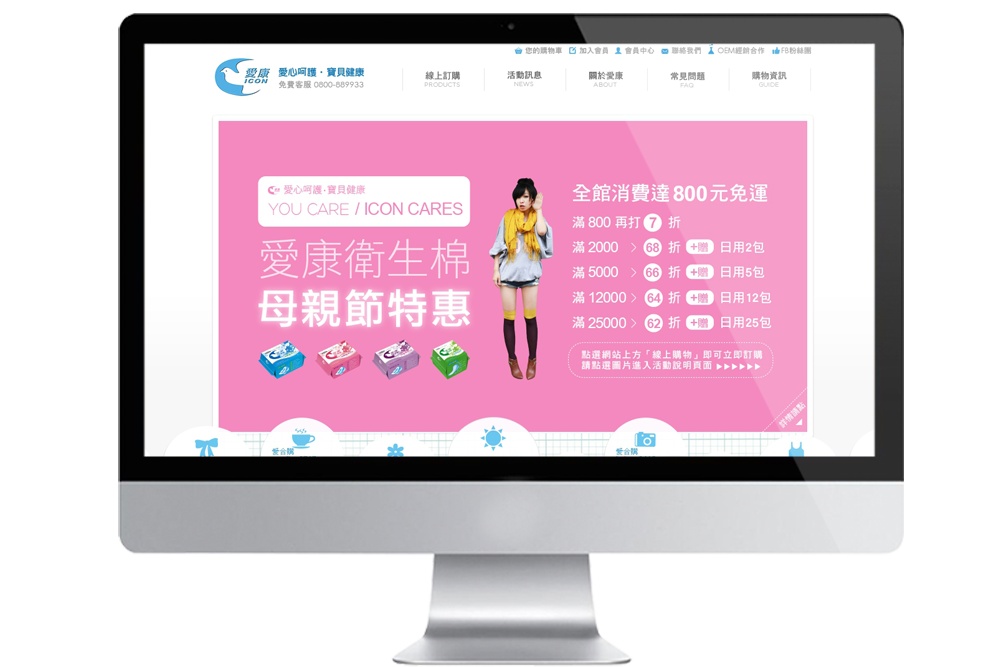 您的購物車 加入會員 會員中心 聯絡我們 OEM經銷合作 FB粉絲團
愛康
ICON
愛心呵護・寶貝健康
免費客服 0800-889933
線上訂購 活動訊息 關於愛康 常見問題 購物資訊
PRODUCTS NEWS ABOUT FAQ GUIDE
愛心呵護・寶貝健康
YOU CARE / ICON CARES
愛康衛生棉
母親節特惠
全館消費達800元免運
滿 800 再打 7 折
滿 2000 > 68 折 +贈 日用2包
滿 5000 > 66 折 +贈 日用5包
滿 12000 > 64 折 +贈 日用12包
滿 25000 > 62 折 +贈 日用25包
點選網站上方「線上購物」即可立即訂購
請點選圖片進入活動說明頁面 ▶▶▶▶▶▶
愛合購
愛合購